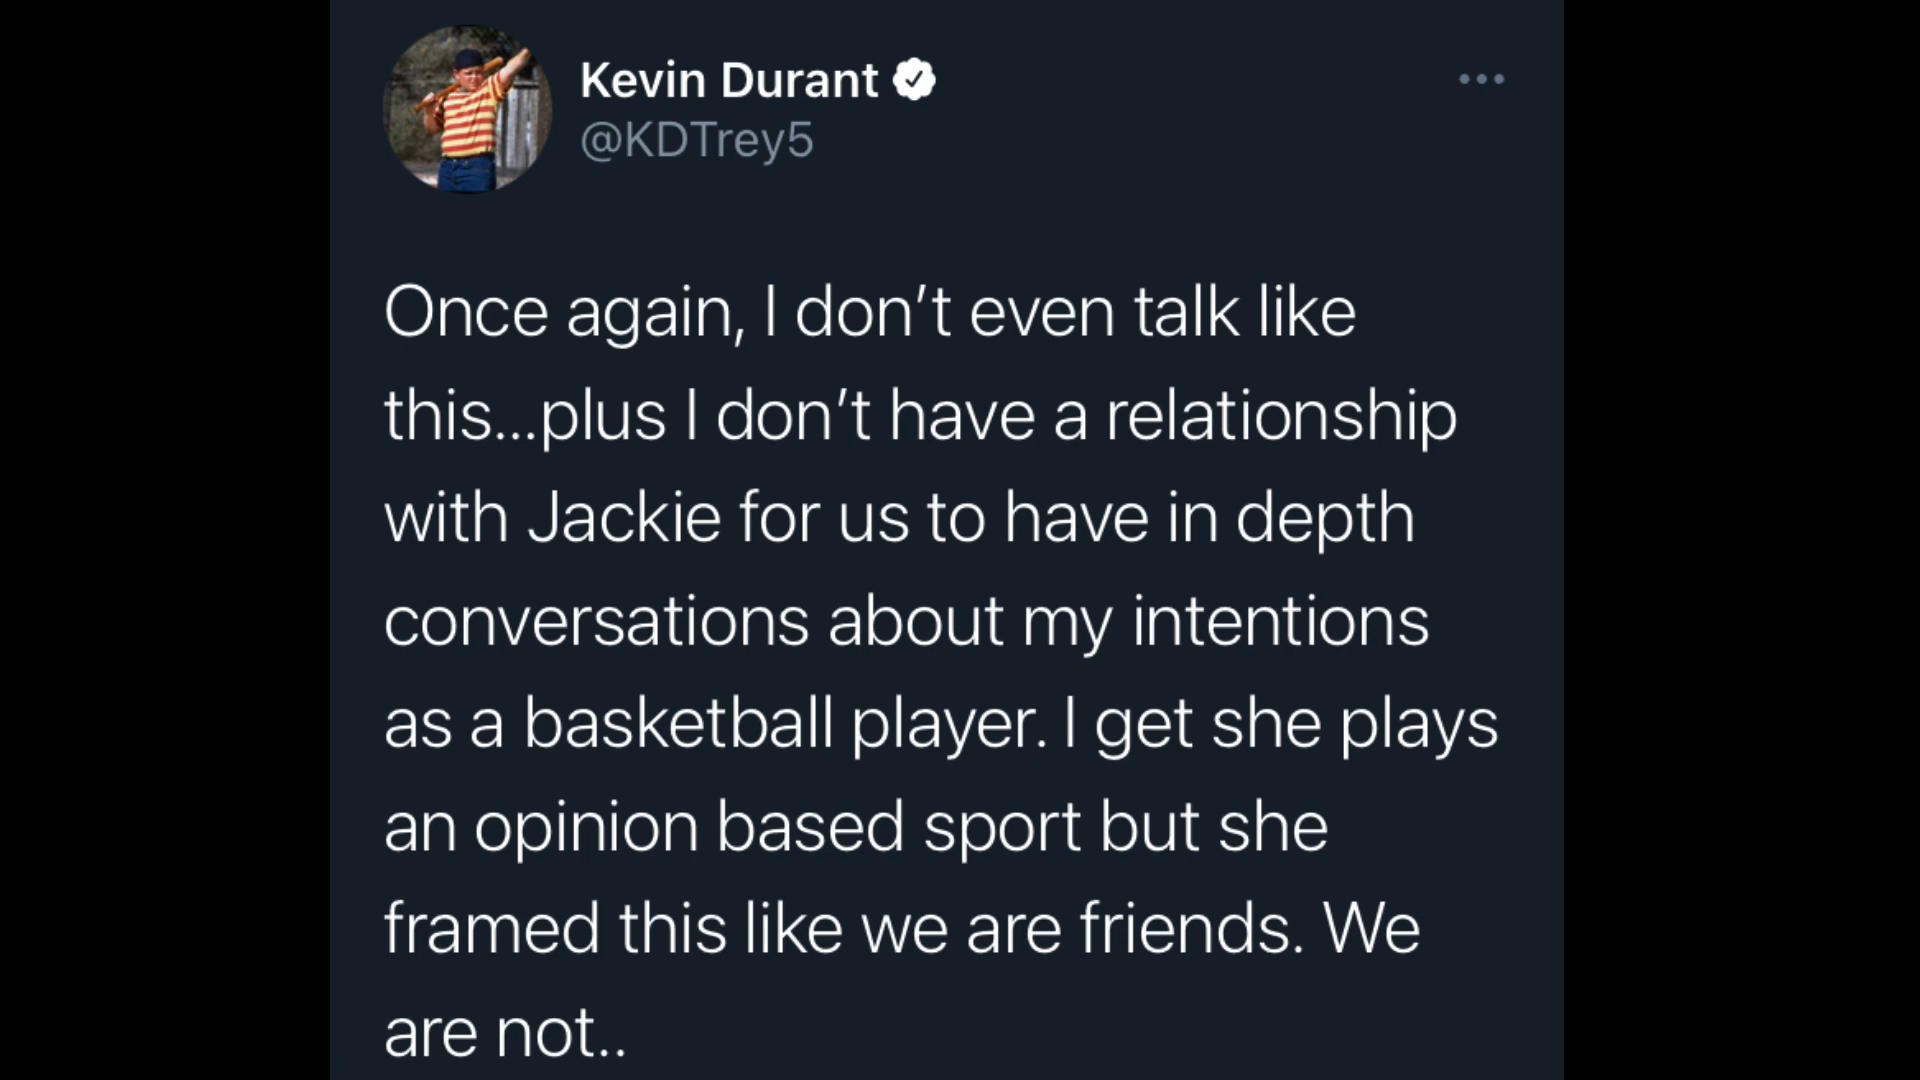 Kevin Durant
@KDTrey5
Once again, I don’t even talk like
this...plus I don’t have a relationship
with Jackie for us to have in depth
conversations about my intentions
as a basketball player. I get she plays
an opinion based sport but she
framed this like we are friends. We
are not..